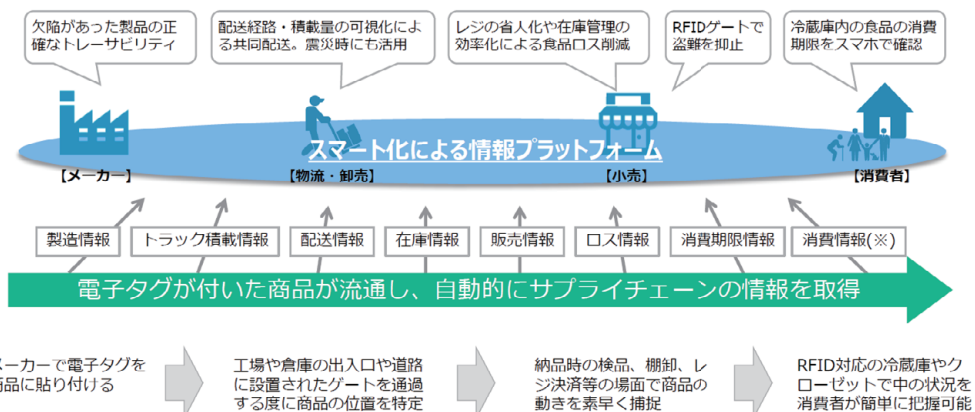 欠陥があった製品の正
確なトレーサビリティ
配送経路・積載量の可視化によ
る共同配送。震災時にも活用
レジの省人化や在庫管理の
効率化による食品ロス削減
RFIDゲートで
盗難を抑止
冷蔵庫内の食品の消費
期限をスマホで確認
スマート化による情報プラットフォーム
【メーカー】
【物流・卸売】
【小売】
【消費者】
製造情報
トラック積載情報
配送情報
在庫情報
販売情報
ロス情報
消費期限情報
消費情報(※)
電子タグが付いた商品が流通し、自動的にサプライチェーンの情報を取得
メーカーで電子タグを
商品に貼り付ける
工場や倉庫の出入口や道路
に設置されたゲートを通過
する度に商品の位置を特定
納品時の検品、棚卸、レ
ジ決済等の場面で商品の
動きを素早く捕捉
RFID対応の冷蔵庫やク
ローゼットで中の状況を
消費者が簡単に把握可能